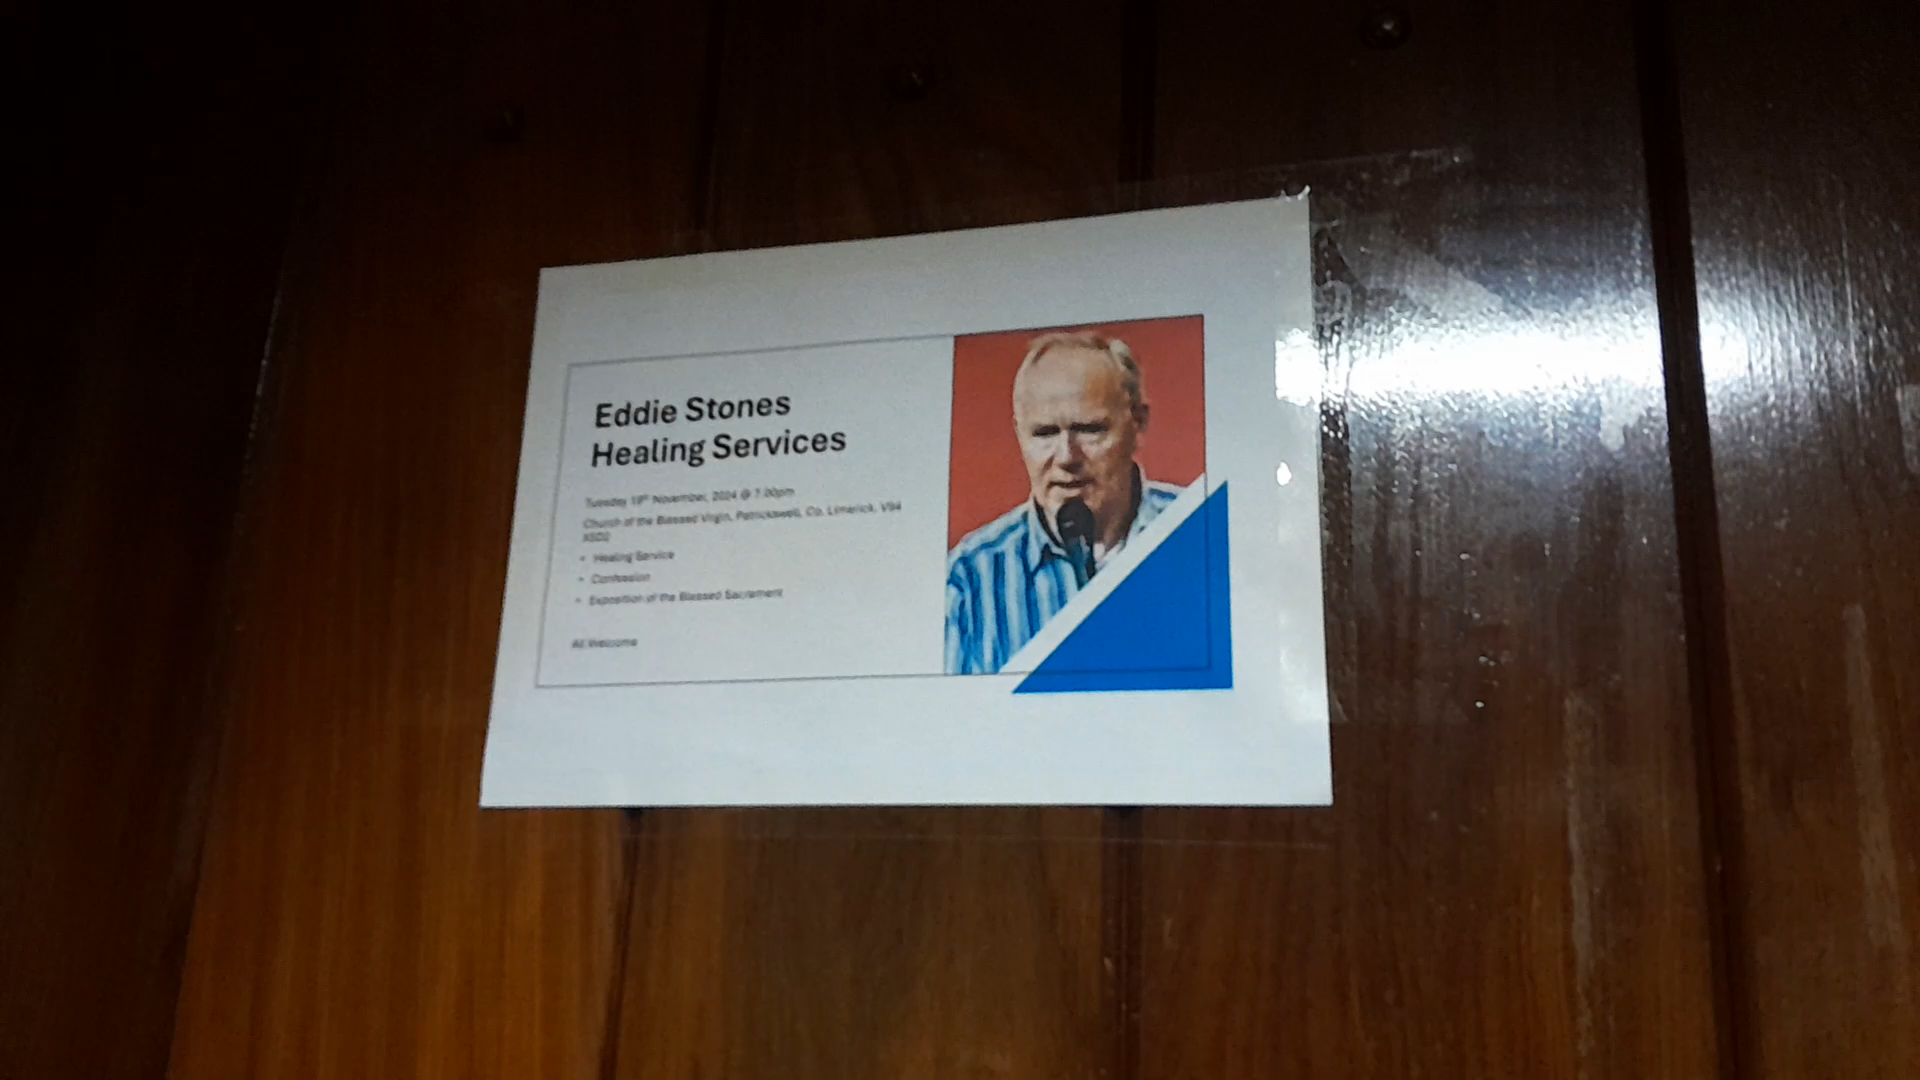 Eddie Stones
Healing Services
Tuesday 19th November, 2024 @ 7.00pm
Church of the Blessed Virgin, Patrickswell, Co. Limerick, V94
Healing Service
Confession
Exposition of the Blessed Sacrament
All Welcome